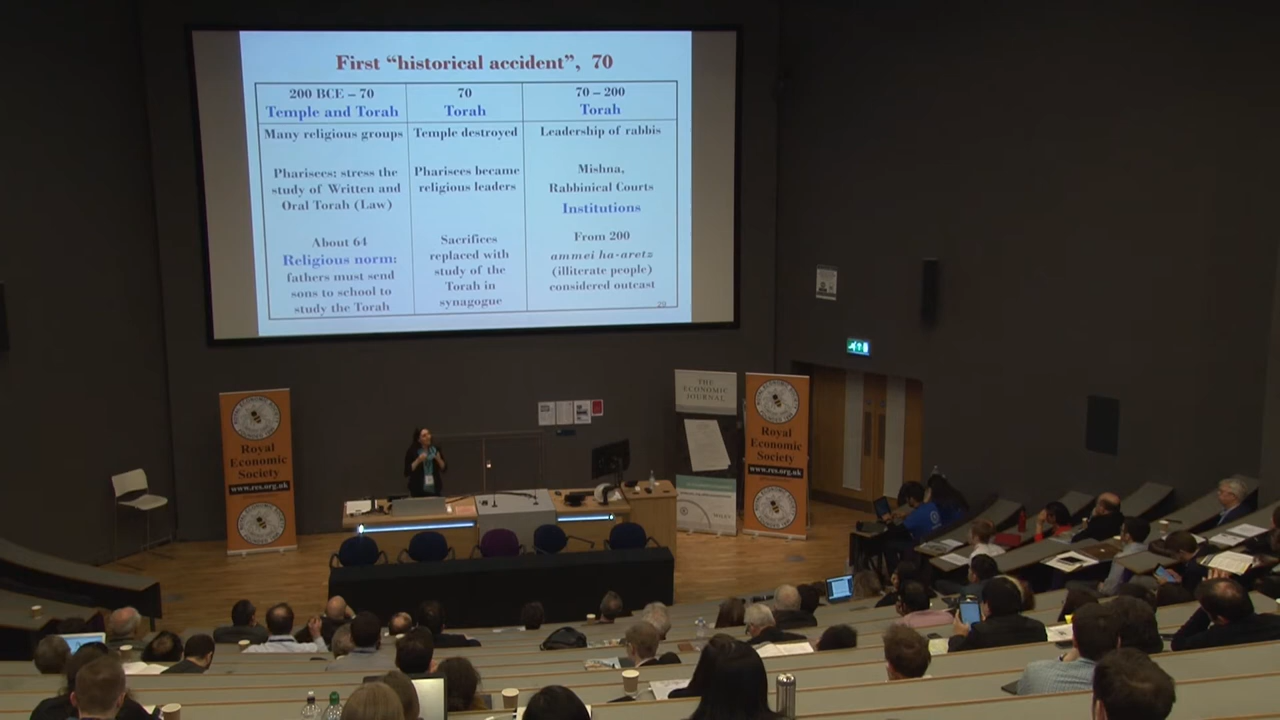 First “historical accident”, 70
200 BCE – 70
Temple and Torah
Many religious groups
Pharisees: stress the
study of Written and
Oral Torah (Law)
About 64
Religious norm:
fathers must send
sons to school to
study the Torah
70
Torah
Temple destroyed
Pharisees became
religious leaders
Sacrifices
replaced with
study of the
Torah in
synagogue
70 – 200
Torah
Leadership of rabbis
Mishna,
Rabbinical Courts
Institutions
From 200
ammei ha-aretz
(illiterate people)
considered outcast
29
Royal
Economic
Society
www.res.org.uk
THE
ECONOMIC
JOURNAL
WILEY
Royal
Economic
Society
www.res.org.uk